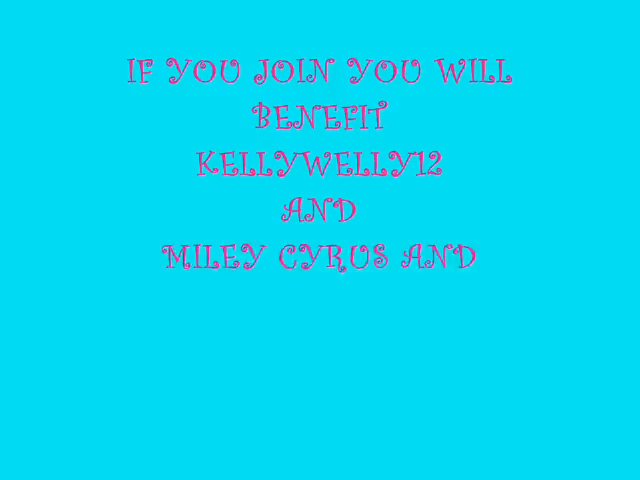 IF YOU JOIN YOU WILL
BENEFIT
KELLYWELLY12
AND
MILEY CYRUS AND